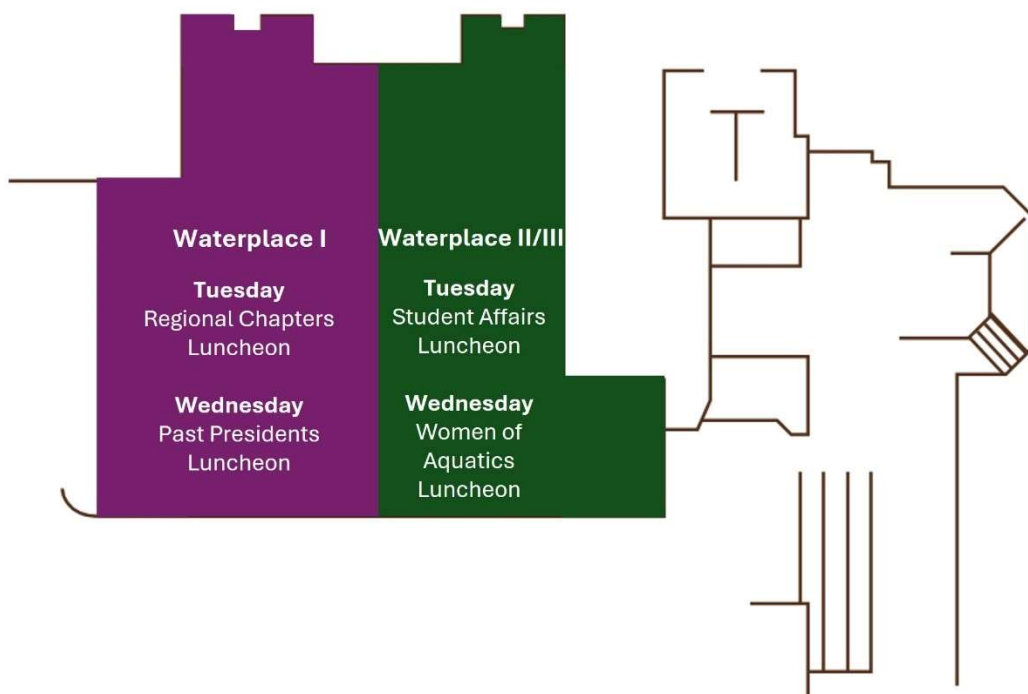 Waterplace I
Tuesday
Regional Chapters
Luncheon
Wednesday
Past Presidents
Luncheon
Waterplace II/III
Tuesday
Student Affairs
Luncheon
Wednesday
Women of
Aquatics
Luncheon